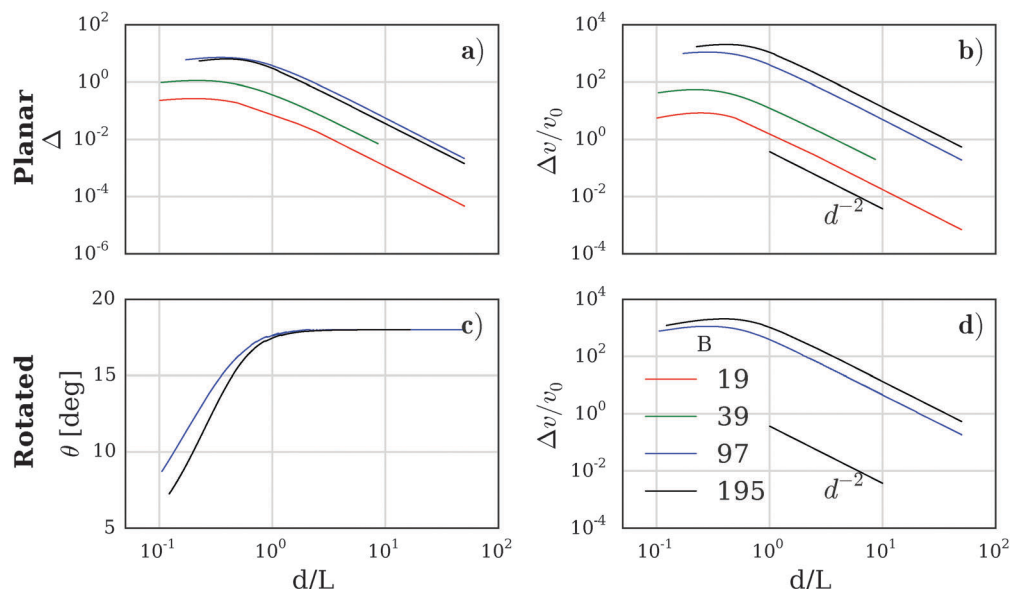 Planar
Δ
10^2
10^0
10^-2
10^-4
10^-6
a)
Δv/v_0
10^4
10^2
10^0
10^-2
10^-4
b)
d^-2
Rotated
θ [deg]
20
15
10
5
c)
10^-1
10^0
10^1
10^2
d/L
Δv/v_0
10^4
10^2
10^0
10^-2
10^-4
d)
B
19
39
97
195
d^-2
10^-1
10^0
10^1
10^2
d/L